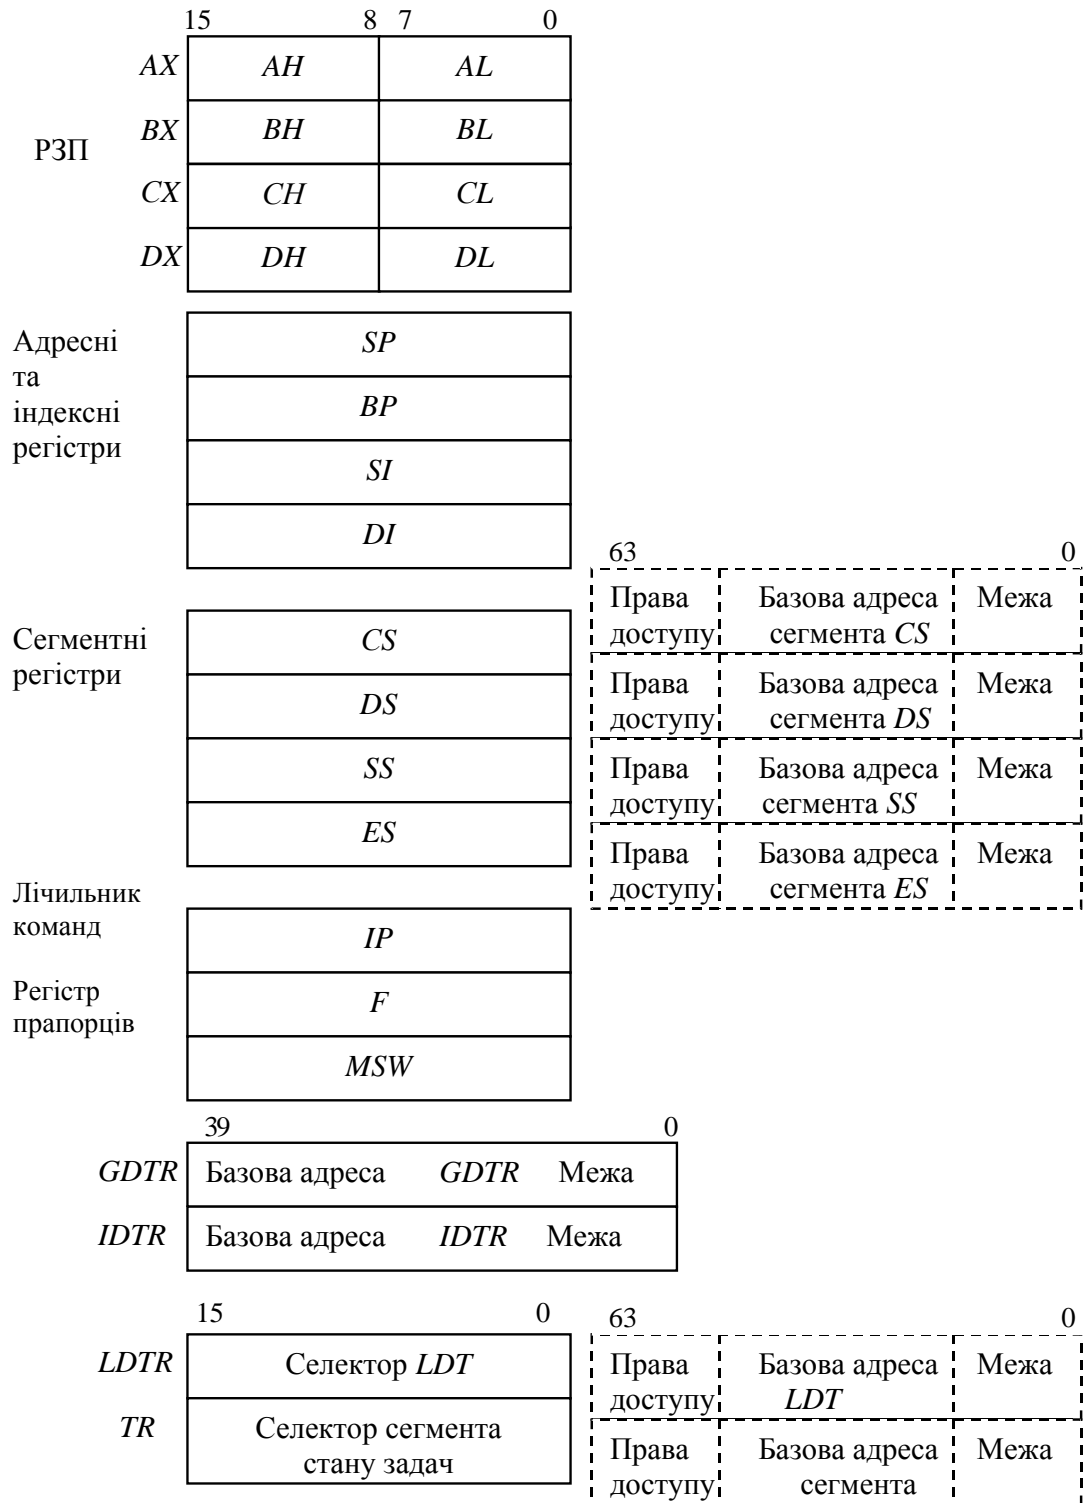 15 8 7 0
AX AH AL
BX BH BL
РЗП
CX CH CL
DX DH DL
Адресні
та
індексні
регістри
SP
BP
SI
DI
63 0
Сегментні
регістри
CS
DS
SS
ES
Права доступу Базова адреса сегмента CS Межа
Права доступу Базова адреса сегмента DS Межа
Права доступу Базова адреса сегмента SS Межа
Права доступу Базова адреса сегмента ES Межа
Лічильник
команд
IP
Регістр
прапорців
F
MSW
39 0
GDTR Базова адреса GDTR Межа
IDTR Базова адреса IDTR Межа
15 0 63 0
LDTR Селектор LDT
Права доступу Базова адреса LDT Межа
TR Селектор сегмента
стану задач
Права доступу Базова адреса сегмента Межа